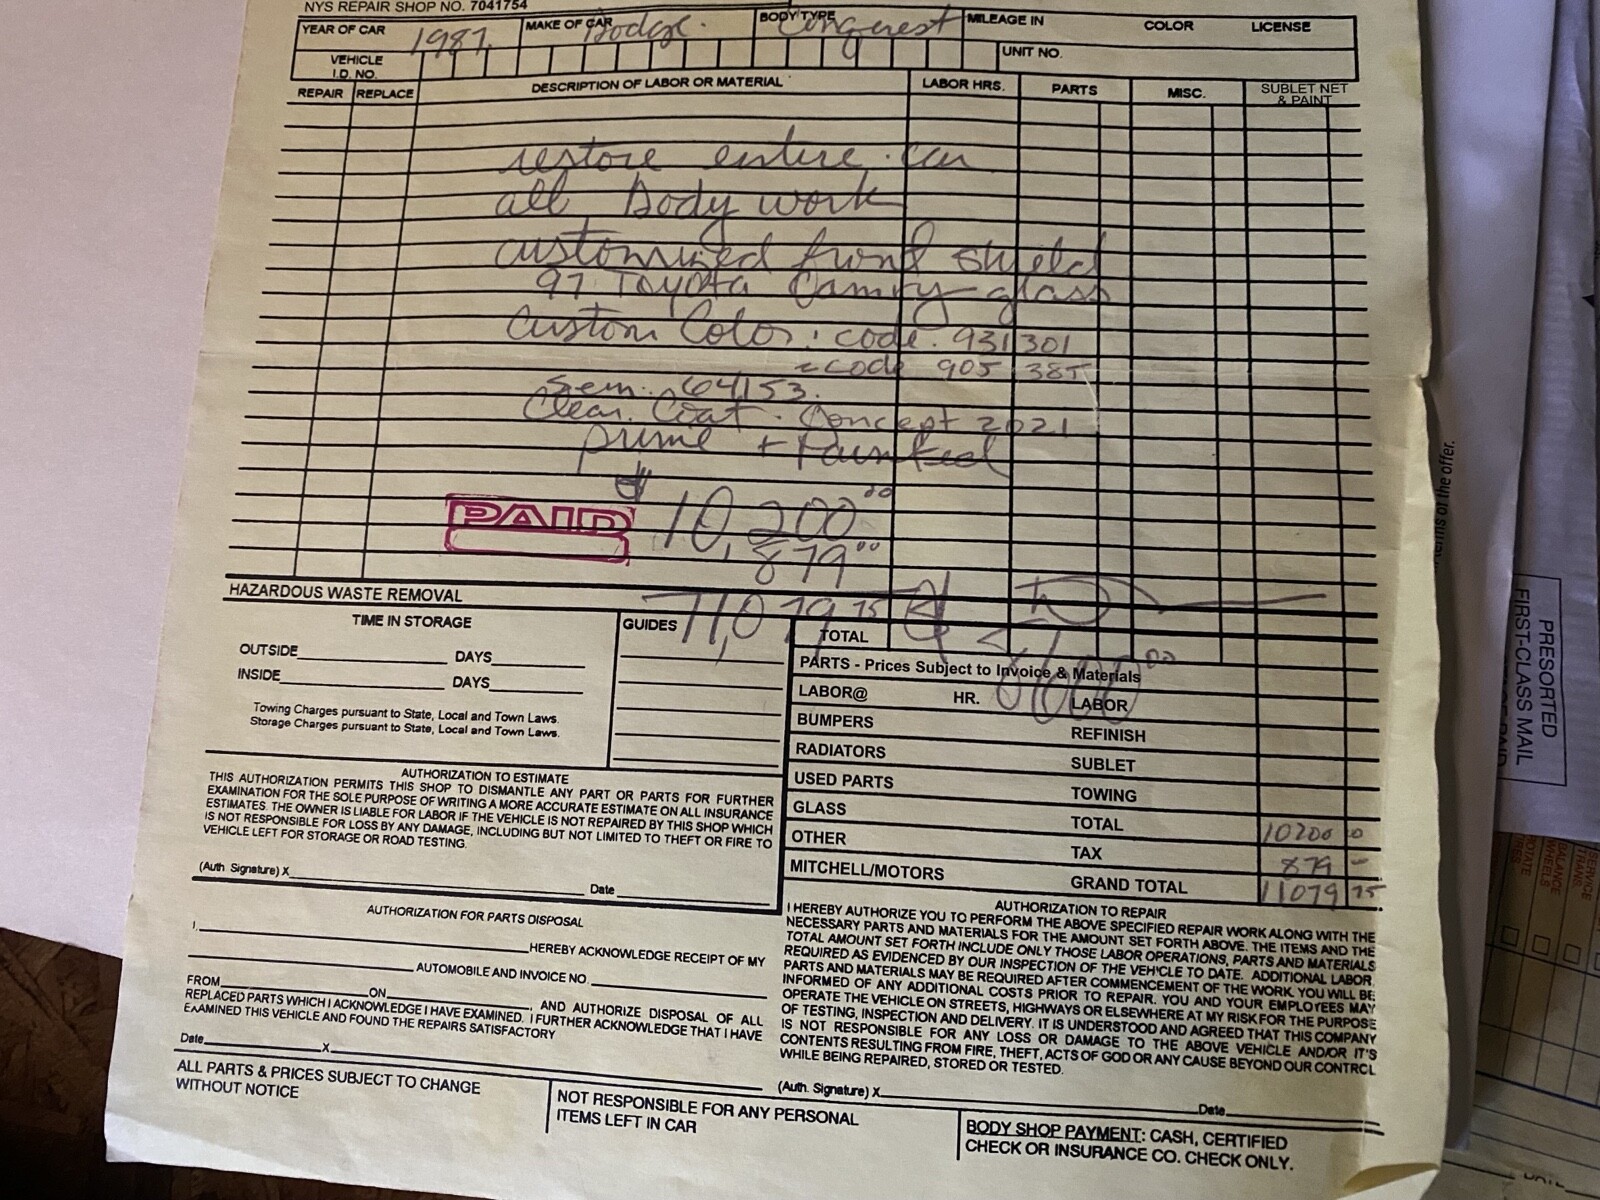 NYS REPAIR SHOP NO. 7041754
YEAR OF CAR 1987 MAKE OF CAR Dodge BODY TYPE Conquest MILEAGE IN COLOR LICENSE
VEHICLE I.D. NO. UNIT NO.
REPAIR REPLACE DESCRIPTION OF LABOR OR MATERIAL LABOR HRS. PARTS MISC. SUBLET NET & PAINT
restore entire car
all body work
customized front shield
97 Toyota Camry glass
Custom Color: code 931301
code 905 385
Sem. 64153.
Clear Coat. Concept 2021
prime + painted
PAID $ 10,200 00
879 00
HAZARDOUS WASTE REMOVAL
11,079 75
TIME IN STORAGE
OUTSIDE DAYS
INSIDE DAYS
Towing Charges pursuant to State, Local and Town Laws.
Storage Charges pursuant to State, Local and Town Laws.
GUIDES
TOTAL
PARTS - Prices Subject to Invoice & Materials
LABOR@ HR. LABOR
BUMPERS REFINISH
RADIATORS SUBLET
USED PARTS TOWING
GLASS TOTAL 10200 0
OTHER TAX 879 -
MITCHELL/MOTORS GRAND TOTAL 11079 75
AUTHORIZATION TO ESTIMATE
THIS AUTHORIZATION PERMITS THIS SHOP TO DISMANTLE ANY PART OR PARTS FOR FURTHER
EXAMINATION FOR THE SOLE PURPOSE OF WRITING A MORE ACCURATE ESTIMATE ON ALL INSURANCE
ESTIMATES. THE OWNER IS LIABLE FOR LABOR IF THE VEHICLE IS NOT REPAIRED BY THIS SHOP WHICH
IS NOT RESPONSIBLE FOR LOSS BY ANY DAMAGE, INCLUDING BUT NOT LIMITED TO THEFT OR FIRE TO
VEHICLE LEFT FOR STORAGE OR ROAD TESTING.
(Auth. Signature) X Date
AUTHORIZATION FOR PARTS DISPOSAL
I, HEREBY ACKNOWLEDGE RECEIPT OF MY
AUTOMOBILE AND INVOICE NO.
FROM ON , AND AUTHORIZE DISPOSAL OF ALL
REPLACED PARTS WHICH I ACKNOWLEDGE I HAVE EXAMINED. I FURTHER ACKNOWLEDGE THAT I HAVE
EXAMINED THIS VEHICLE AND FOUND THE REPAIRS SATISFACTORY
Date X
AUTHORIZATION TO REPAIR
I HEREBY AUTHORIZE YOU TO PERFORM THE ABOVE SPECIFIED REPAIR WORK ALONG WITH THE
NECESSARY PARTS AND MATERIALS FOR THE AMOUNT SET FORTH ABOVE. THE ITEMS AND THE
TOTAL AMOUNT SET FORTH INCLUDE ONLY THOSE LABOR OPERATIONS, PARTS AND MATERIALS
REQUIRED AS EVIDENCED BY OUR INSPECTION OF THE VEHICLE TO DATE. ADDITIONAL LABOR,
PARTS AND MATERIALS MAY BE REQUIRED AFTER COMMENCEMENT OF THE WORK. YOU WILL BE
INFORMED OF ANY ADDITIONAL COSTS PRIOR TO REPAIR. YOU AND YOUR EMPLOYEES MAY
OPERATE THE VEHICLE ON STREETS, HIGHWAYS OR ELSEWHERE AT MY RISK FOR THE PURPOSE
OF TESTING, INSPECTION AND DELIVERY. IT IS UNDERSTOOD AND AGREED THAT THIS COMPANY
IS NOT RESPONSIBLE FOR ANY LOSS OR DAMAGE TO THE ABOVE VEHICLE AND/OR IT'S
CONTENTS RESULTING FROM FIRE, THEFT, ACTS OF GOD OR ANY CAUSE BEYOND OUR CONTROL
WHILE BEING REPAIRED, STORED OR TESTED.
(Auth. Signature) X Date
ALL PARTS & PRICES SUBJECT TO CHANGE
WITHOUT NOTICE
NOT RESPONSIBLE FOR ANY PERSONAL
ITEMS LEFT IN CAR
BODY SHOP PAYMENT: CASH, CERTIFIED
CHECK OR INSURANCE CO. CHECK ONLY.
terms of the offer.
PRESORTED
FIRST-CLASS MAIL